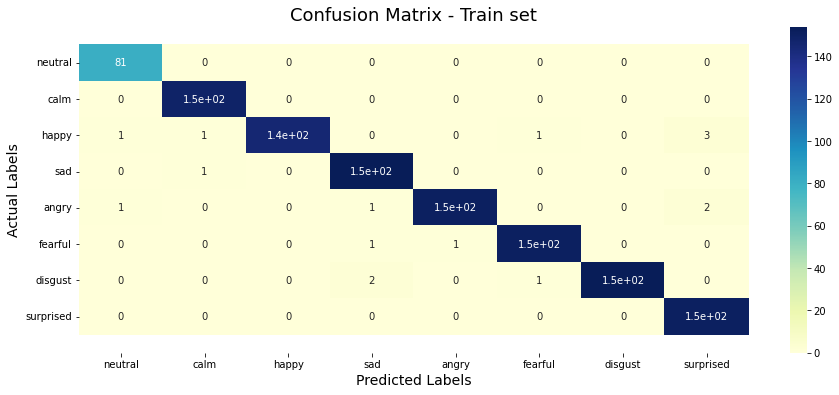 Confusion Matrix - Train set
neutral 81 0 0 0 0 0 0 0
calm 0 1.5e+02 0 0 0 0 0 0
happy 1 1 1.4e+02 0 0 1 0 3
sad 0 1 0 1.5e+02 0 0 0 0
angry 1 0 0 1 1.5e+02 0 0 2
fearful 0 0 0 1 1 1.5e+02 0 0
disgust 0 0 0 2 0 1 1.5e+02 0
surprised 0 0 0 0 0 0 0 1.5e+02
neutral calm happy sad angry fearful disgust surprised
Predicted Labels
Actual Labels
140
120
100
80
60
40
20
0